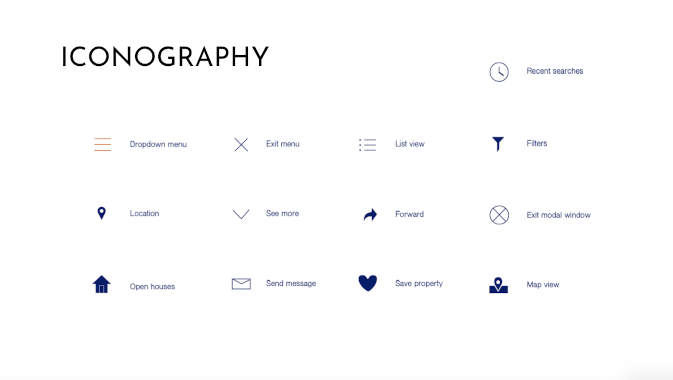 ICONOGRAPHY
Recent searches
Dropdown menu
Exit menu
List view
Filters
Location
See more
Forward
Exit modal window
Open houses
Send message
Save property
Map view